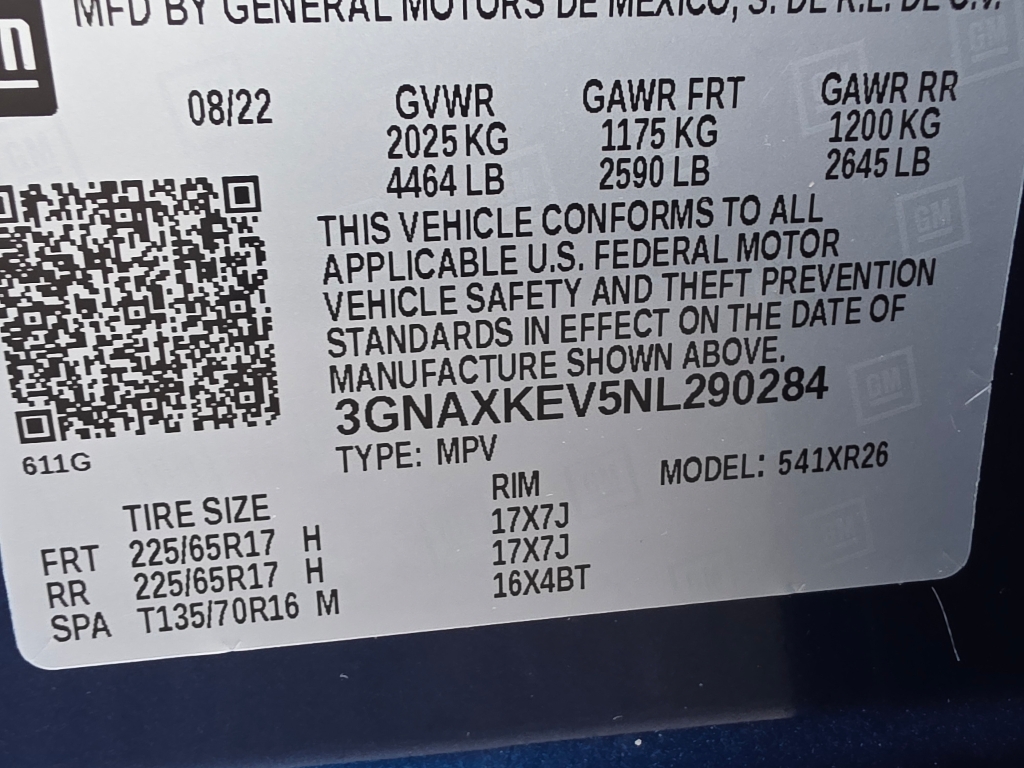 MFD BY GENERAL MOTORS DE MEXICO, S. DE R.L. DE C.V.
08/22 GVWR GAWR FRT GAWR RR
2025 KG 1175 KG 1200 KG
4464 LB 2590 LB 2645 LB
THIS VEHICLE CONFORMS TO ALL
APPLICABLE U.S. FEDERAL MOTOR
VEHICLE SAFETY AND THEFT PREVENTION
STANDARDS IN EFFECT ON THE DATE OF
MANUFACTURE SHOWN ABOVE.
3GNAXKEV5NL290284
611G
TYPE: MPV MODEL: 541XR26
TIRE SIZE RIM
FRT 225/65R17 H 17X7J
RR 225/65R17 H 17X7J
SPA T135/70R16 M 16X4BT